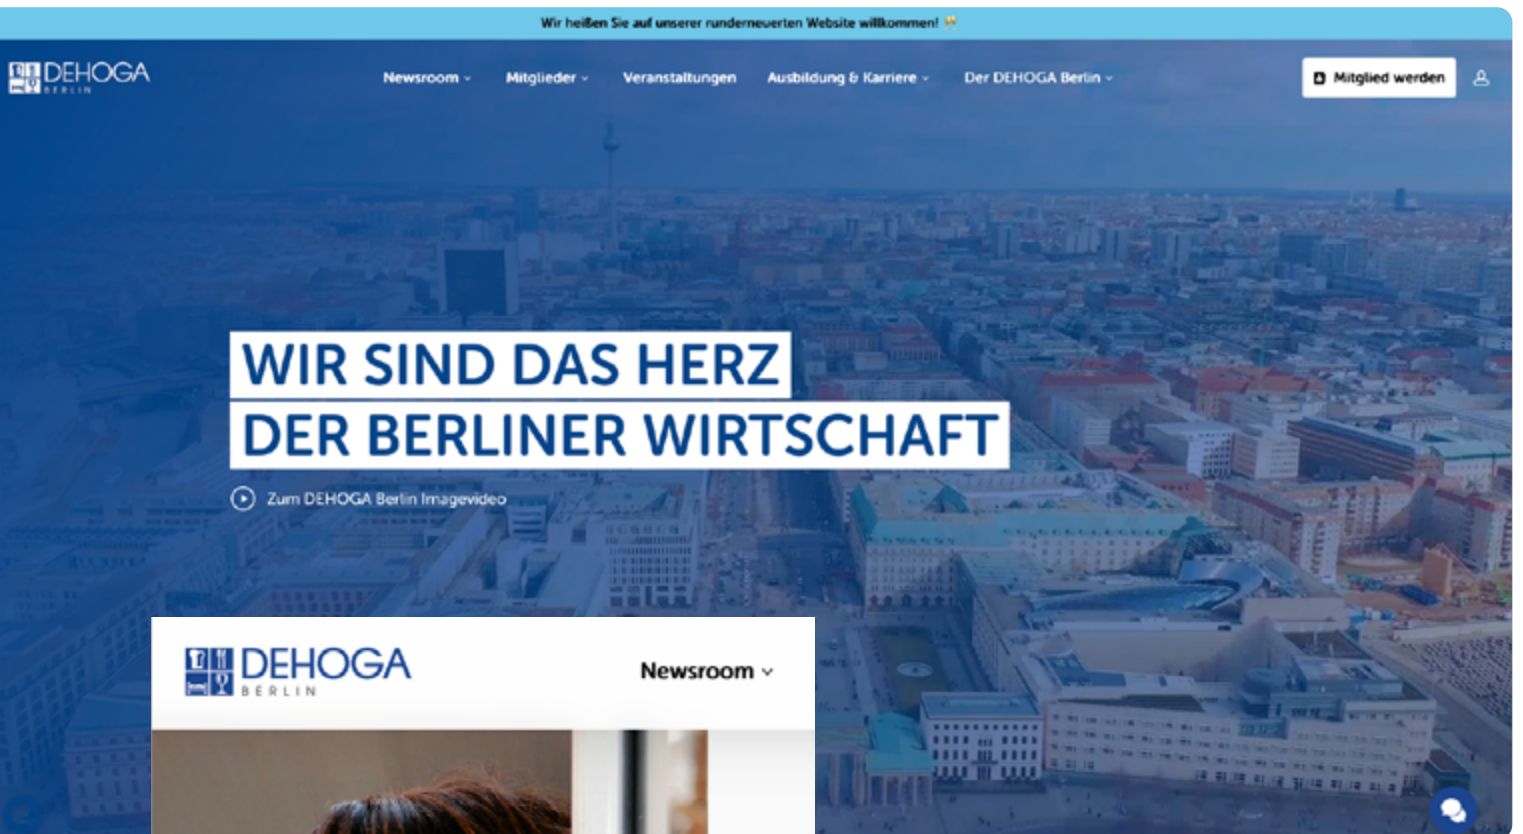 Wir heißen Sie auf unserer runderneuerten Website willkommen! 🥂
DEHOGA
BERLIN
Newsroom
Mitglieder
Veranstaltungen
Ausbildung & Karriere
Der DEHOGA Berlin
Mitglied werden
WIR SIND DAS HERZ
DER BERLINER WIRTSCHAFT
Zum DEHOGA Berlin Imagevideo
DEHOGA
BERLIN
Newsroom